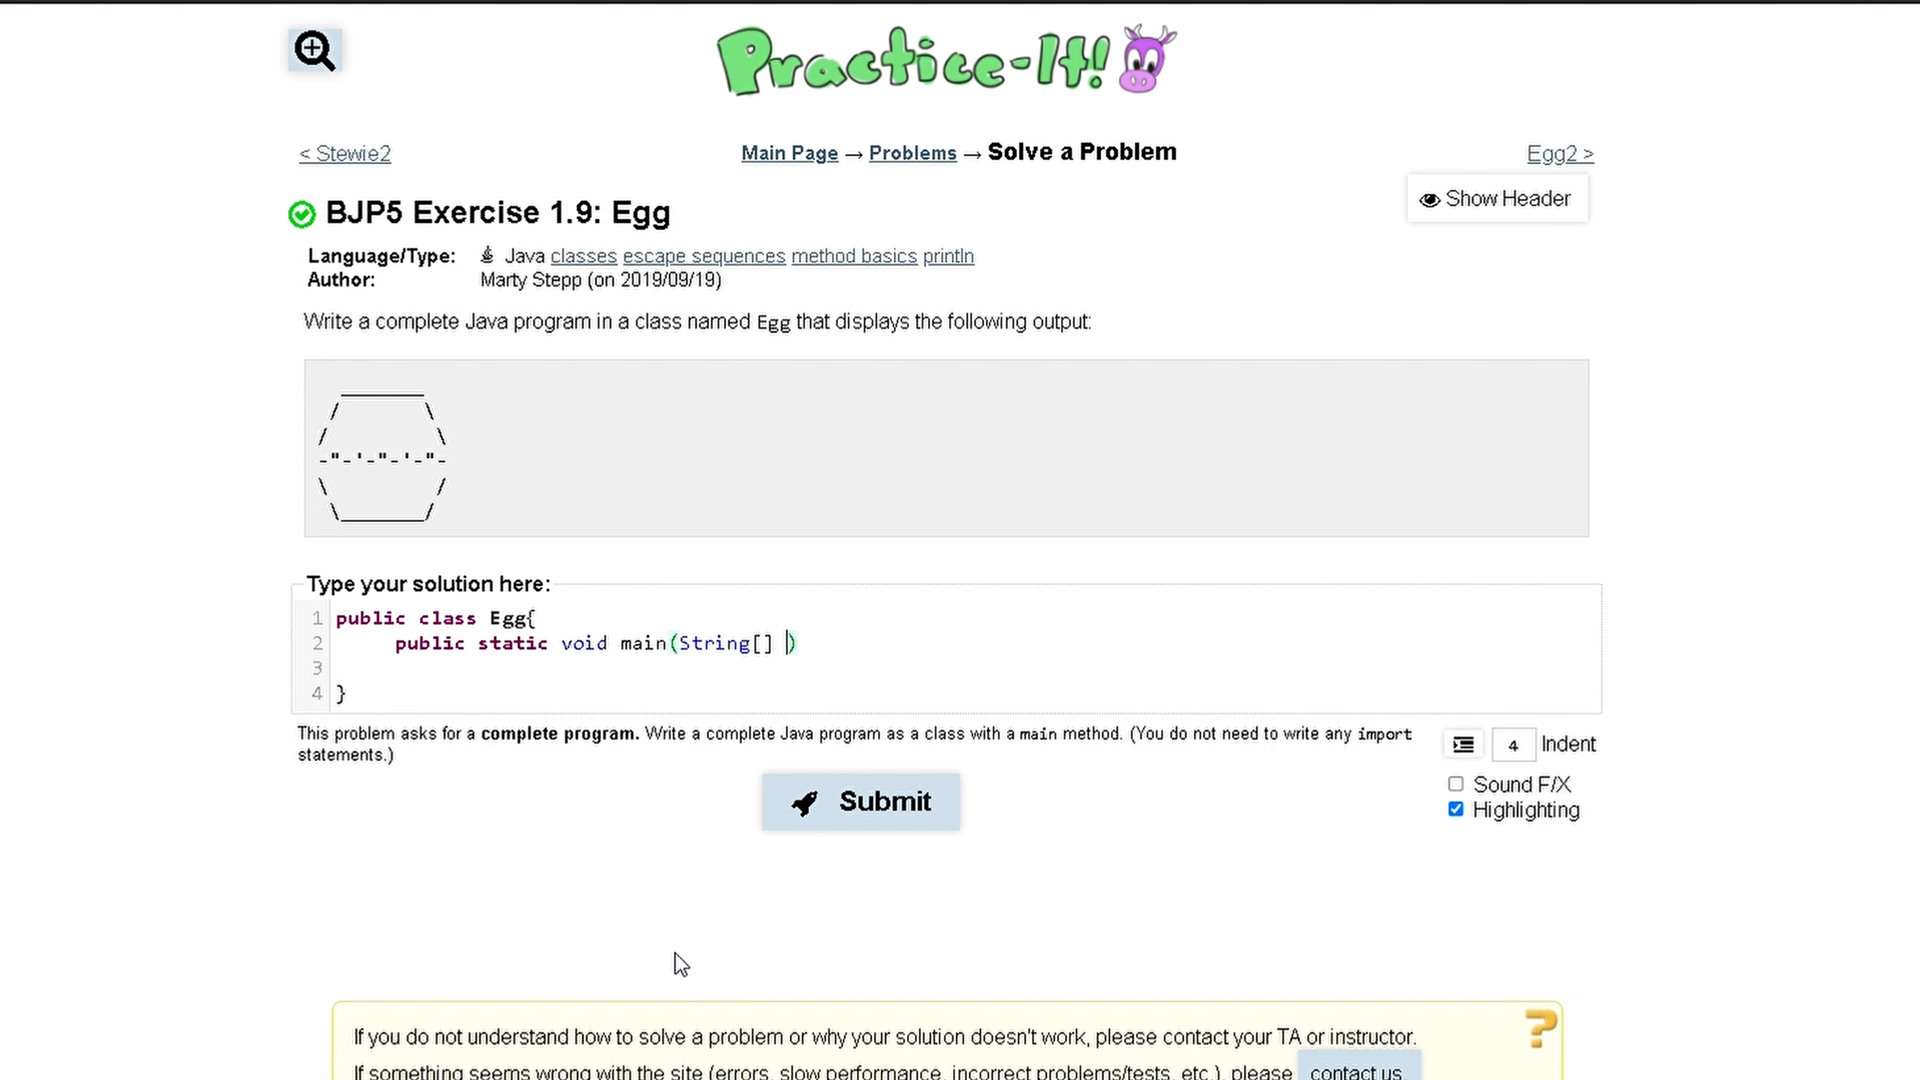 Practice-It!
< Stewie2
Main Page → Problems → Solve a Problem
Egg2 >
Show Header
BJP5 Exercise 1.9: Egg
Language/Type: Java classes escape sequences method basics println
Author: Marty Stepp (on 2019/09/19)
Write a complete Java program in a class named Egg that displays the following output:
  _______
 /       \
/         \
-"-'-"-'-"-
\         /
 \_______/
Type your solution here:
1 public class Egg{
2      public static void main(String[] )
3
4 }
This problem asks for a complete program. Write a complete Java program as a class with a main method. (You do not need to write any import
statements.)
4 Indent
Sound F/X
Highlighting
Submit
If you do not understand how to solve a problem or why your solution doesn't work, please contact your TA or instructor.
If something seems wrong with the site (errors, slow performance, incorrect problems/tests, etc.), please contact us.